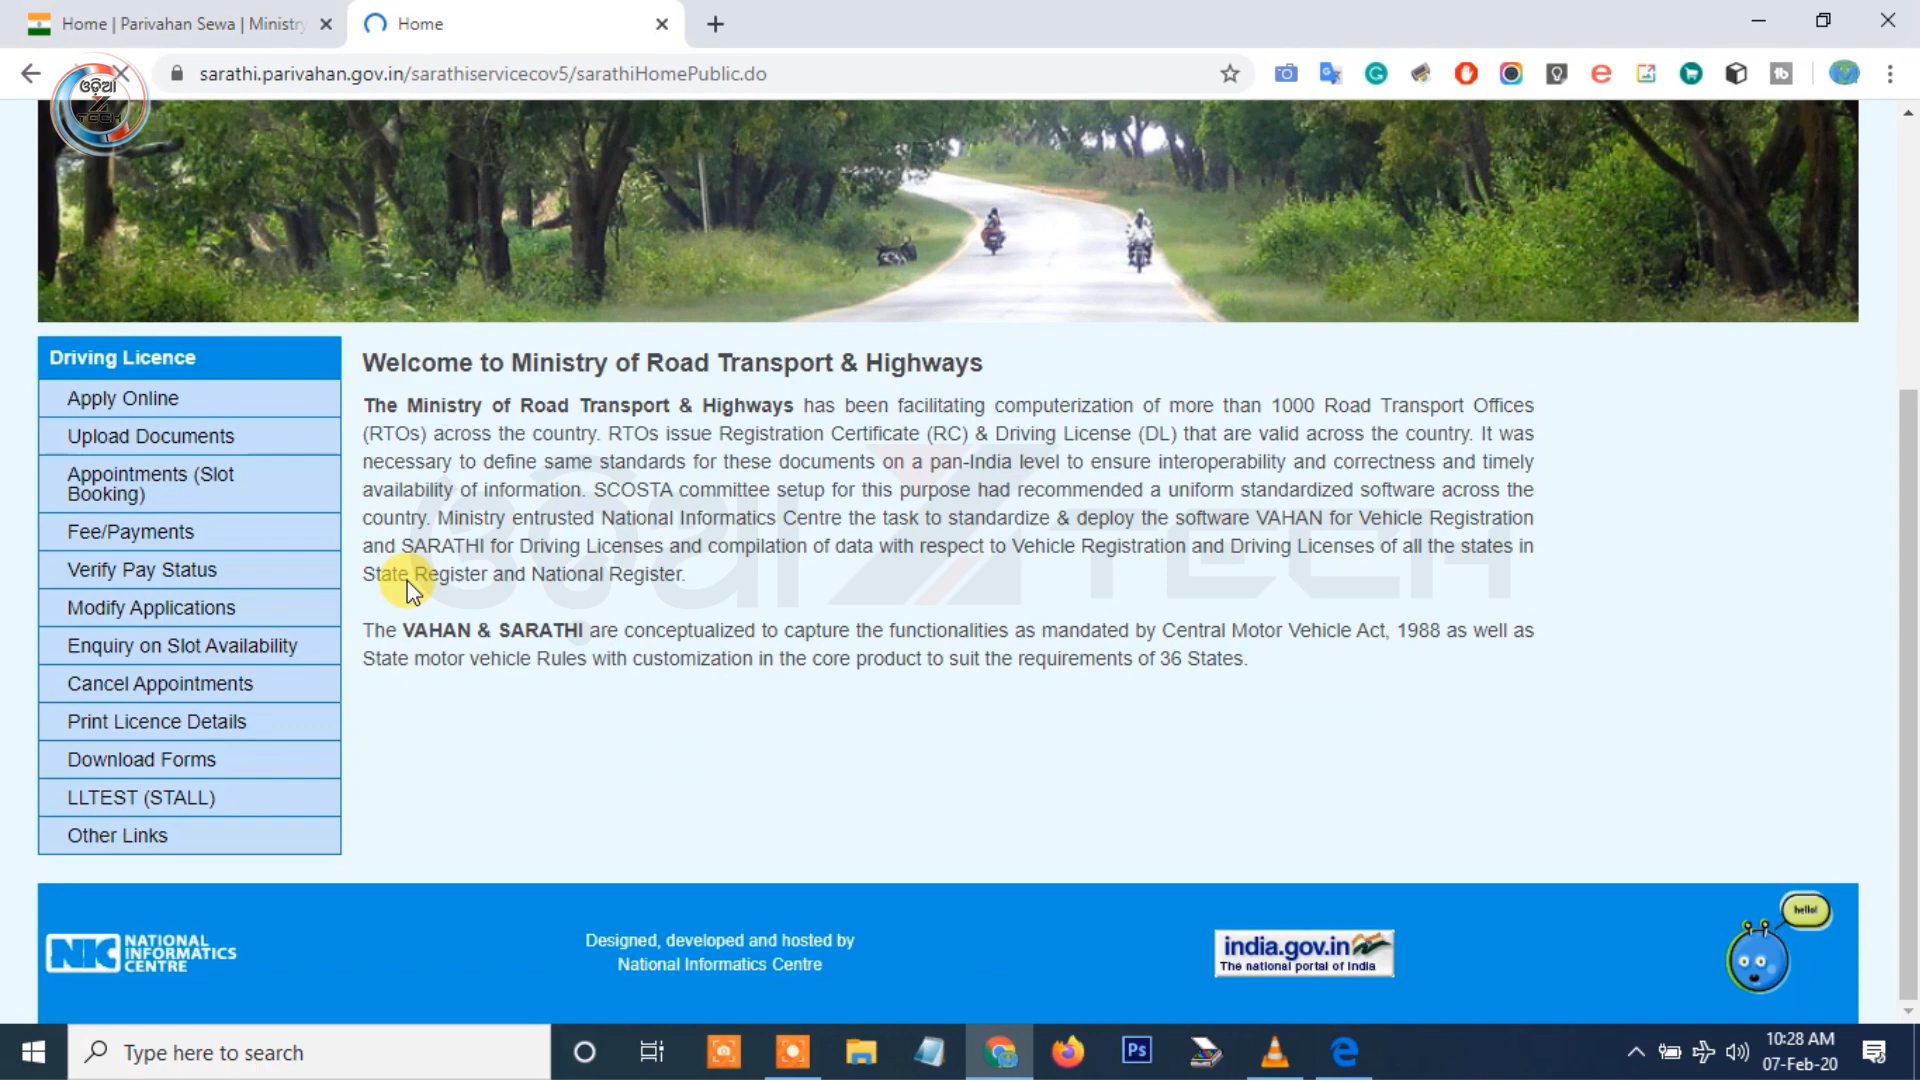 Home | Parivahan Sewa | Ministry
Home
sarathi.parivahan.gov.in/sarathiservicecov5/sarathiHomePublic.do
ଓଡ଼ିଆ
Z
TECH
Driving Licence
Apply Online
Upload Documents
Appointments (Slot
Booking)
Fee/Payments
Verify Pay Status
Modify Applications
Enquiry on Slot Availability
Cancel Appointments
Print Licence Details
Download Forms
LLTEST (STALL)
Other Links
Welcome to Ministry of Road Transport & Highways
The Ministry of Road Transport & Highways has been facilitating computerization of more than 1000 Road Transport Offices
(RTOs) across the country. RTOs issue Registration Certificate (RC) & Driving License (DL) that are valid across the country. It was
necessary to define same standards for these documents on a pan-India level to ensure interoperability and correctness and timely
availability of information. SCOSTA committee setup for this purpose had recommended a uniform standardized software across the
country. Ministry entrusted National Informatics Centre the task to standardize & deploy the software VAHAN for Vehicle Registration
and SARATHI for Driving Licenses and compilation of data with respect to Vehicle Registration and Driving Licenses of all the states in
State Register and National Register.
ଓଡ଼ିଆ Z TECH
The VAHAN & SARATHI are conceptualized to capture the functionalities as mandated by Central Motor Vehicle Act, 1988 as well as
State motor vehicle Rules with customization in the core product to suit the requirements of 36 States.
NIC NATIONAL
INFORMATICS
CENTRE
Designed, developed and hosted by
National Informatics Centre
india.gov.in
The national portal of India
hello!
Type here to search
Ps
10:28 AM
07-Feb-20